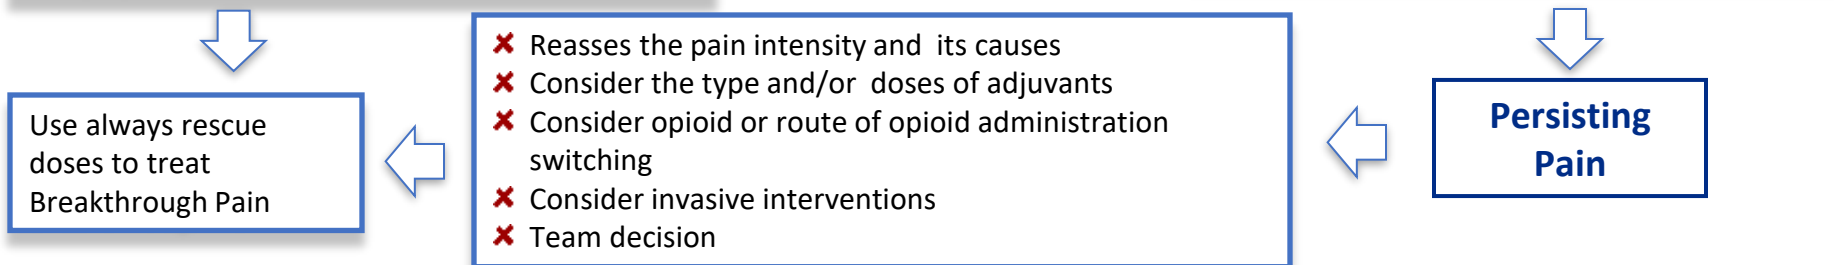 Use always rescue
doses to treat
Breakthrough Pain
Reasses the pain intensity and its causes
Consider the type and/or doses of adjuvants
Consider opioid or route of opioid administration
switching
Consider invasive interventions
Team decision
Persisting
Pain